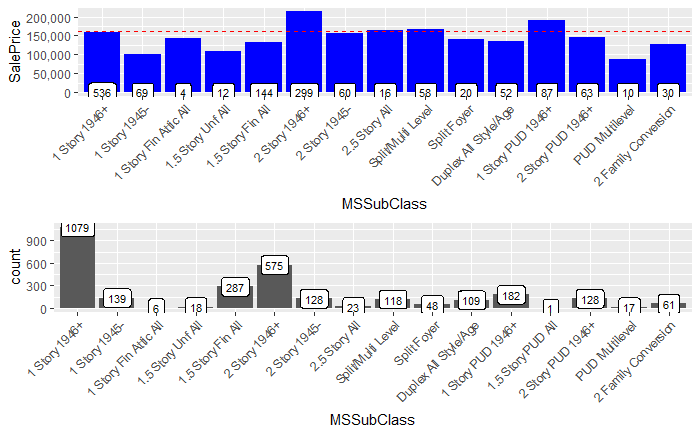 SalePrice
200,000
150,000
100,000
50,000
0
536 69 4 12 144 299 60 16 58 20 52 87 63 10 30
1 Story 1946+
1 Story 1945-
1 Story Fin Attic All
1.5 Story Unf All
1.5 Story Fin All
2 Story 1946+
2 Story 1945-
2.5 Story All
Split/Multi Level
Split Foyer
Duplex All Style/Age
1 Story PUD 1946+
2 Story PUD 1946+
PUD Multilevel
2 Family Conversion
MSSubClass
count
900
600
300
0
1079 139 6 18 287 575 128 23 118 48 109 182 1 128 17 61
1 Story 1946+
1 Story 1945-
1 Story Fin Attic All
1.5 Story Unf All
1.5 Story Fin All
2 Story 1946+
2 Story 1945-
2.5 Story All
Split/Multi Level
Split Foyer
Duplex All Style/Age
1 Story PUD 1946+
1.5 Story PUD All
2 Story PUD 1946+
PUD Multilevel
2 Family Conversion
MSSubClass